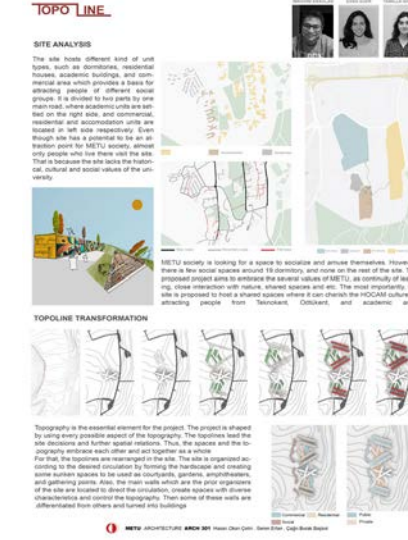 TOPO LINE
SITE ANALYSIS
The site hosts different kind of unit
types, such as dormitories, residential
houses, academic buildings, and com-
mercial area which provides a basis for
attracting people of different social
groups. It is divided to two parts by one
main road, where academic units are set-
tled on the right side, and commercial,
residential and accomodation units are
located in left side respectively. Even
though site has a potential to be an at-
traction point for METU society, almost
only people who live there visit the site.
That is because the site lacks the histori-
cal, cultural and social values of the uni-
versity
METU society is looking for a space to socialize and amuse themselves. Howev
there is few social spaces around 19.dormitory, and none on the rest of the site. T
proposed project aims to embrace the several values of METU, as continuity of lea
ing, close interaction with nature, shared spaces and etc. The most importantly,
site is proposed to host a shared spaces where it can cherish the HOCAM culture
attracting people from Teknokent, Odtükent, and academic ar
TOPOLINE TRANSFORMATION
Topography is the essential element for the project. The project is shaped
by using every possible aspect of the topography. The topolines lead the
site decisions and further spatial relations. Thus, the spaces and the to-
pography embrace each other and act together as a whole
For that, the topolines are rearranged in the site. The site is organized ac-
cording to the desired circulation by forming the hardscape and creating
some sunken spaces to be used as courtyards, gardens, amphitheaters,
and gathering points. Also, the main walls which are the prior organizers
of the site are located to direct the circulation, create spaces with diverse
characteristics and control the topography. Then some of these walls are
differentiated from others and turned into buildings
Commercial Residential Public
Social Private
METU ARCHITECTURE ARCH 301